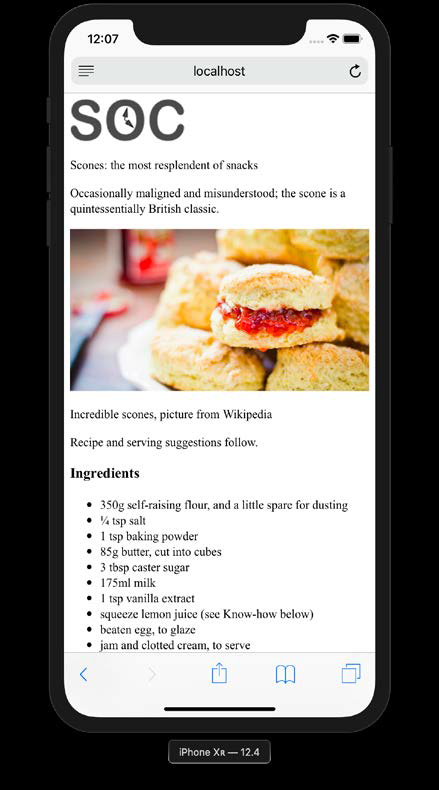 12:07
localhost
SOC
Scones: the most resplendent of snacks
Occasionally maligned and misunderstood; the scone is a
quintessentially British classic.
Incredible scones, picture from Wikipedia
Recipe and serving suggestions follow.
Ingredients
• 350g self-raising flour, and a little spare for dusting
• ¼ tsp salt
• 1 tsp baking powder
• 85g butter, cut into cubes
• 3 tbsp caster sugar
• 175ml milk
• 1 tsp vanilla extract
• squeeze lemon juice (see Know-how below)
• beaten egg, to glaze
• jam and clotted cream, to serve
iPhone Xʀ — 12.4